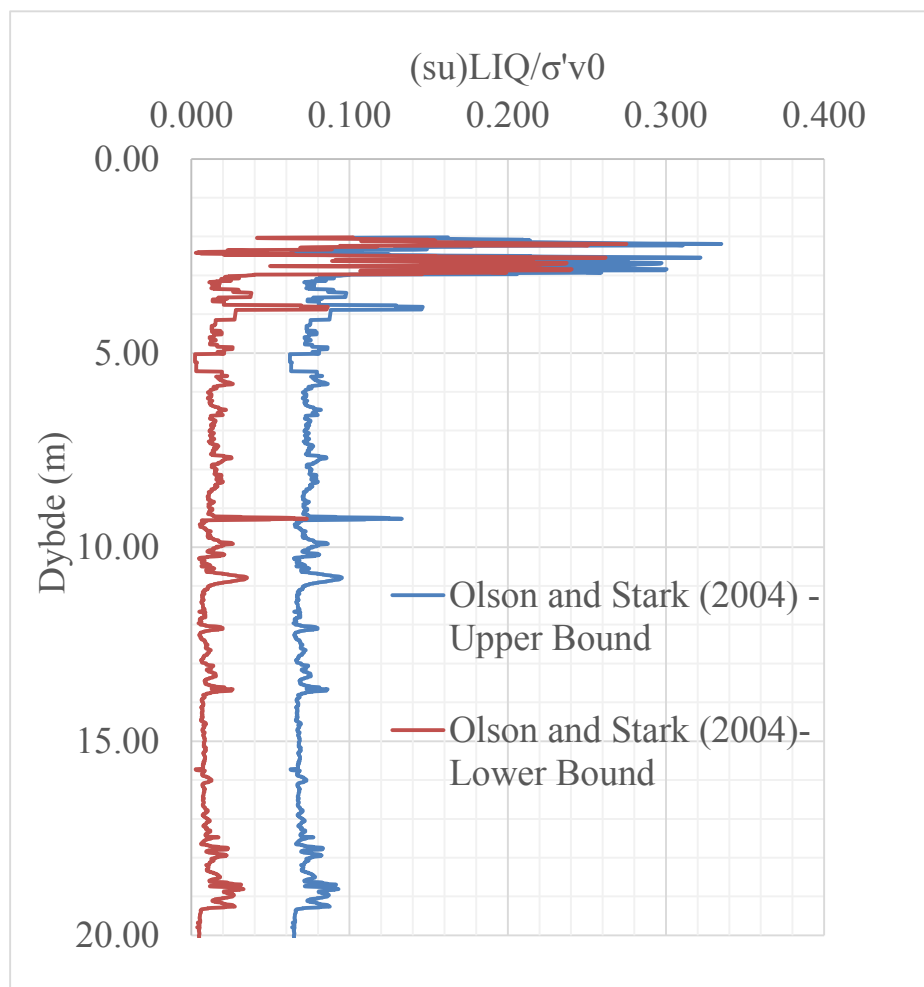 (su)LIQ/σ'v0
0.000 0.100 0.200 0.300 0.400
0.00
5.00
10.00
15.00
20.00
Dybde (m)
Olson and Stark (2004) -
Upper Bound
Olson and Stark (2004)-
Lower Bound